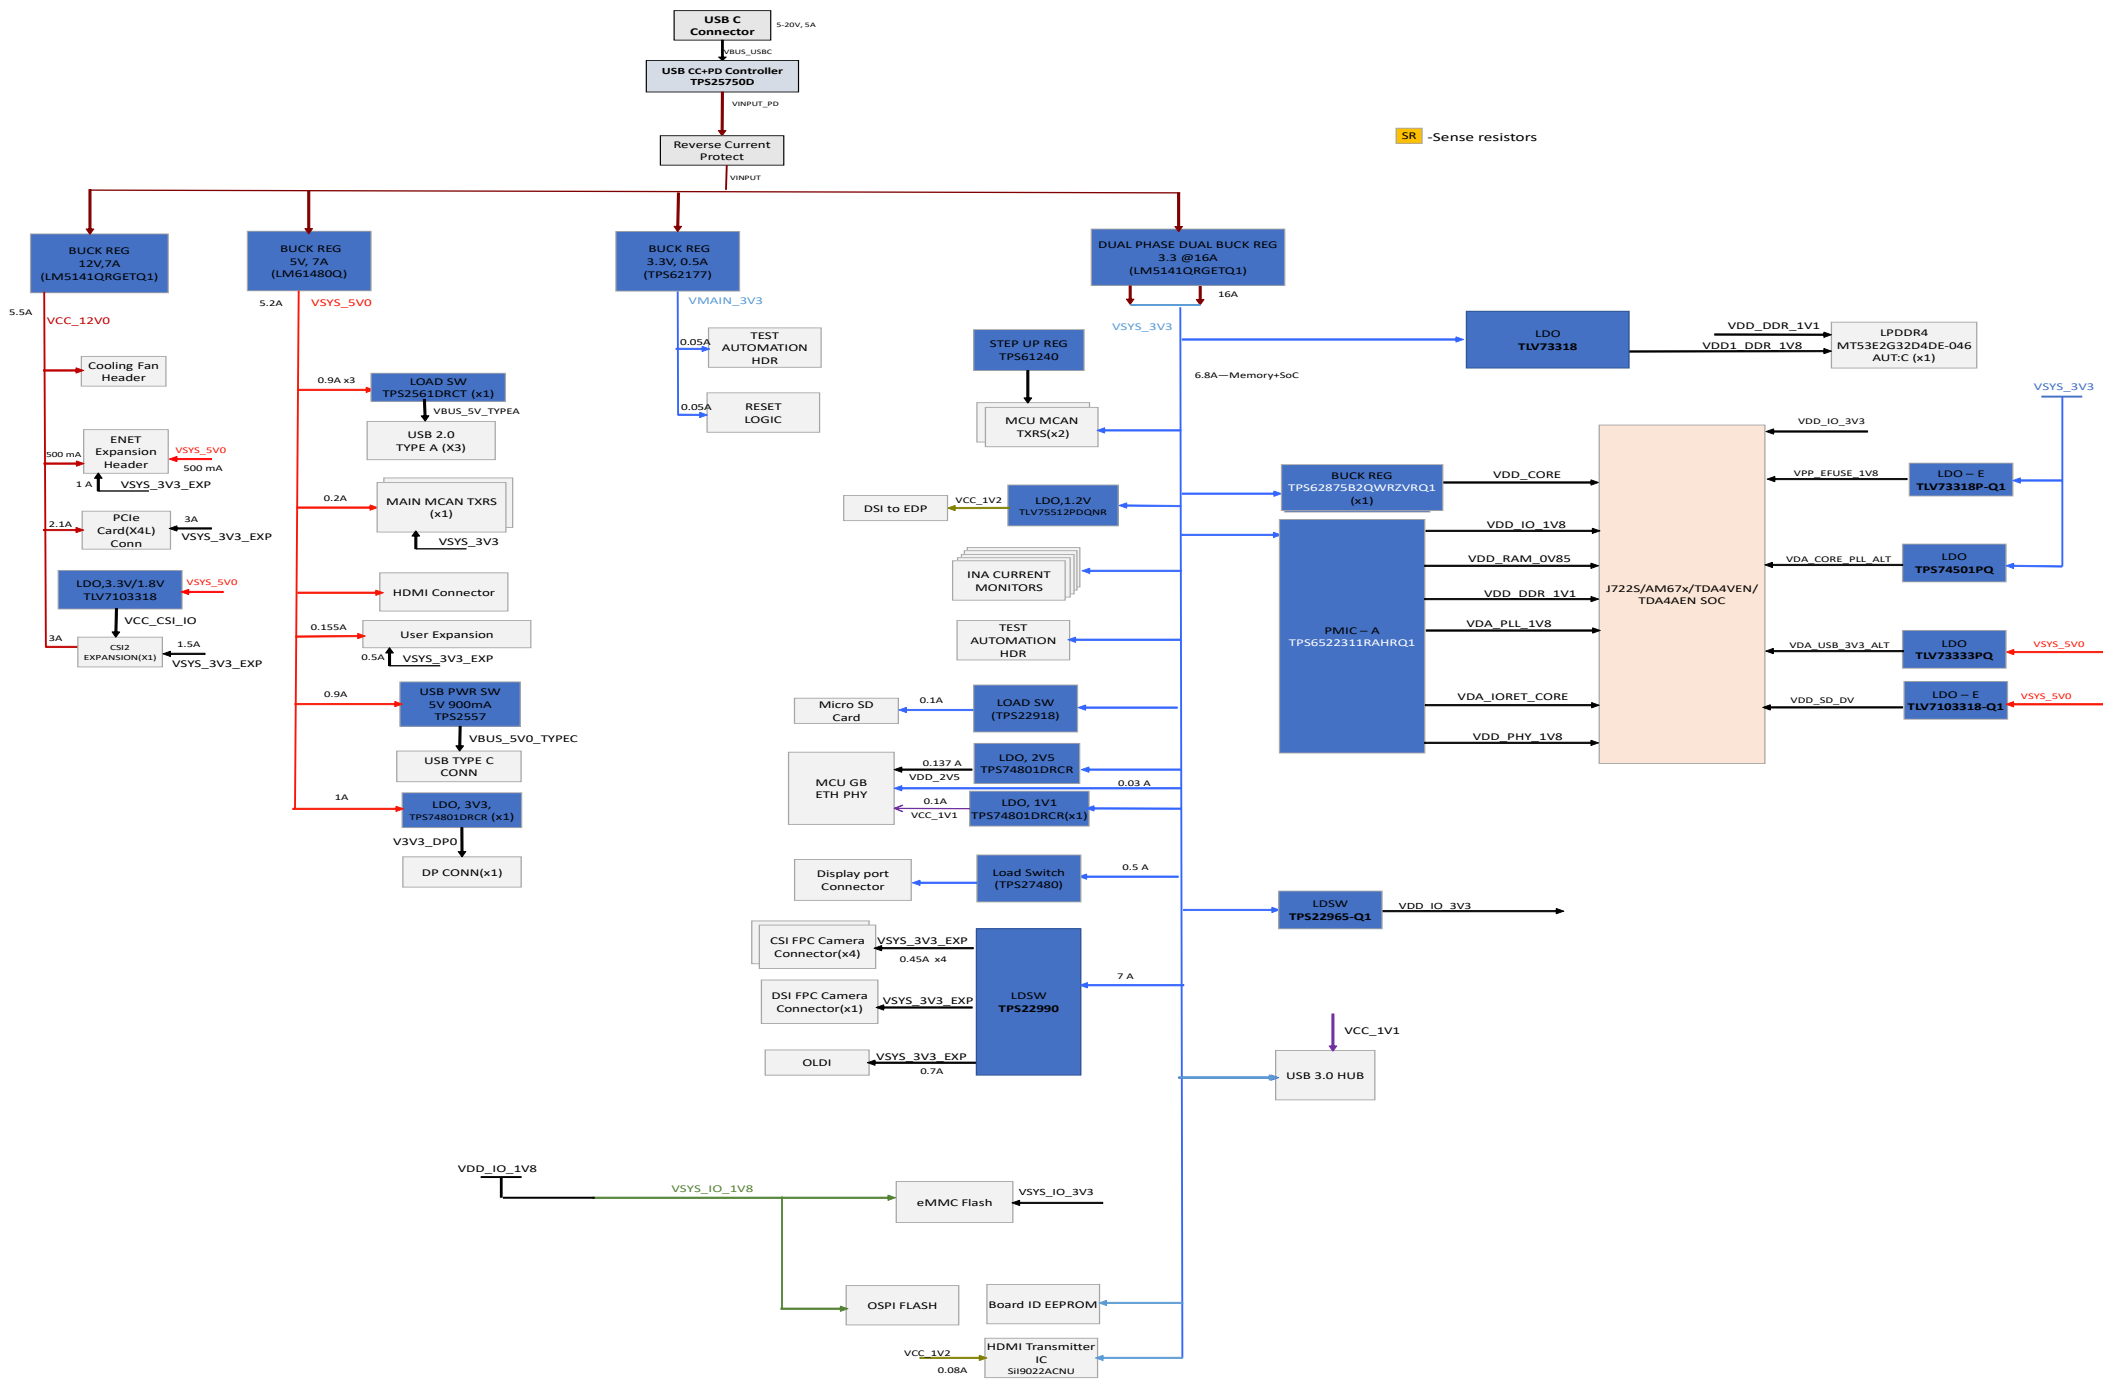 USB C
Connector
5-20V, 5A
VBUS_USBC
USB CC+PD Controller
TPS25750D
VINPUT_PD
Reverse Current
Protect
VINPUT
SR
-Sense resistors
BUCK REG
12V,7A
(LM5141QRGETQ1)
5.5A
VCC_12V0
Cooling Fan
Header
ENET
Expansion
Header
500 mA
VSYS_5V0
500 mA
1 A
VSYS_3V3_EXP
PCIe
Card(X4L)
Conn
2.1A
3A
VSYS_3V3_EXP
LDO,3.3V/1.8V
TLV7103318
VSYS_5V0
VCC_CSI_IO
3A
CSI2
EXPANSION(X1)
1.5A
VSYS_3V3_EXP
BUCK REG
5V, 7A
(LM61480Q)
5.2A
VSYS_5V0
0.9A x3
LOAD SW
TPS2561DRCT (x1)
VBUS_5V_TYPEA
USB 2.0
TYPE A (X3)
0.2A
MAIN MCAN TXRS
(x1)
VSYS_3V3
HDMI Connector
0.155A
User Expansion
0.5A
VSYS_3V3_EXP
0.9A
USB PWR SW
5V 900mA
TPS2557
VBUS_5V0_TYPEC
USB TYPE C
CONN
1A
LDO, 3V3,
TPS74801DRCR (x1)
V3V3_DP0
DP CONN(x1)
BUCK REG
3.3V, 0.5A
(TPS62177)
VMAIN_3V3
0.05A
TEST
AUTOMATION
HDR
0.05A
RESET
LOGIC
DUAL PHASE DUAL BUCK REG
3.3 @16A
(LM5141QRGETQ1)
16A
VSYS_3V3
6.8A—Memory+SoC
STEP UP REG
TPS61240
MCU MCAN
TXRS(x2)
DSI to EDP
VCC_1V2
LDO,1.2V
TLV75512PDQNR
INA CURRENT
MONITORS
TEST
AUTOMATION
HDR
Micro SD
Card
0.1A
LOAD SW
(TPS22918)
MCU GB
ETH PHY
0.137 A
VDD_2V5
LDO, 2V5
TPS74801DRCR
0.03 A
0.1A
VCC_1V1
LDO, 1V1
TPS74801DRCR(x1)
Display port
Connector
Load Switch
(TPS27480)
0.5 A
CSI FPC Camera
Connector(x4)
VSYS_3V3_EXP
0.45A x4
DSI FPC Camera
Connector(x1)
VSYS_3V3_EXP
OLDI
VSYS_3V3_EXP
0.7A
LDSW
TPS22990
7 A
LDO
TLV73318
VDD_DDR_1V1
VDD1_DDR_1V8
LPDDR4
MT53E2G32D4DE-046
AUT:C (x1)
BUCK REG
TPS62875B2QWRZVRQ1
(x1)
VDD_CORE
PMIC – A
TPS6522311RAHRQ1
VDD_IO_1V8
VDD_RAM_0V85
VDD_DDR_1V1
VDA_PLL_1V8
VDA_IORET_CORE
VDD_PHY_1V8
J722S/AM67x/TDA4VEN/
TDA4AEN SOC
VSYS_3V3
VDD_IO_3V3
VPP_EFUSE_1V8
LDO – E
TLV73318P-Q1
VDA_CORE_PLL_ALT
LDO
TPS74501PQ
VDA_USB_3V3_ALT
LDO
TLV73333PQ
VSYS_5V0
VDD_SD_DV
LDO – E
TLV7103318-Q1
VSYS_5V0
LDSW
TPS22965-Q1
VDD_IO_3V3
VCC_1V1
USB 3.0 HUB
VDD_IO_1V8
VSYS_IO_1V8
eMMC Flash
VSYS_IO_3V3
OSPI FLASH
Board ID EEPROM
VCC_1V2
0.08A
HDMI Transmitter
IC
SiI9022ACNU